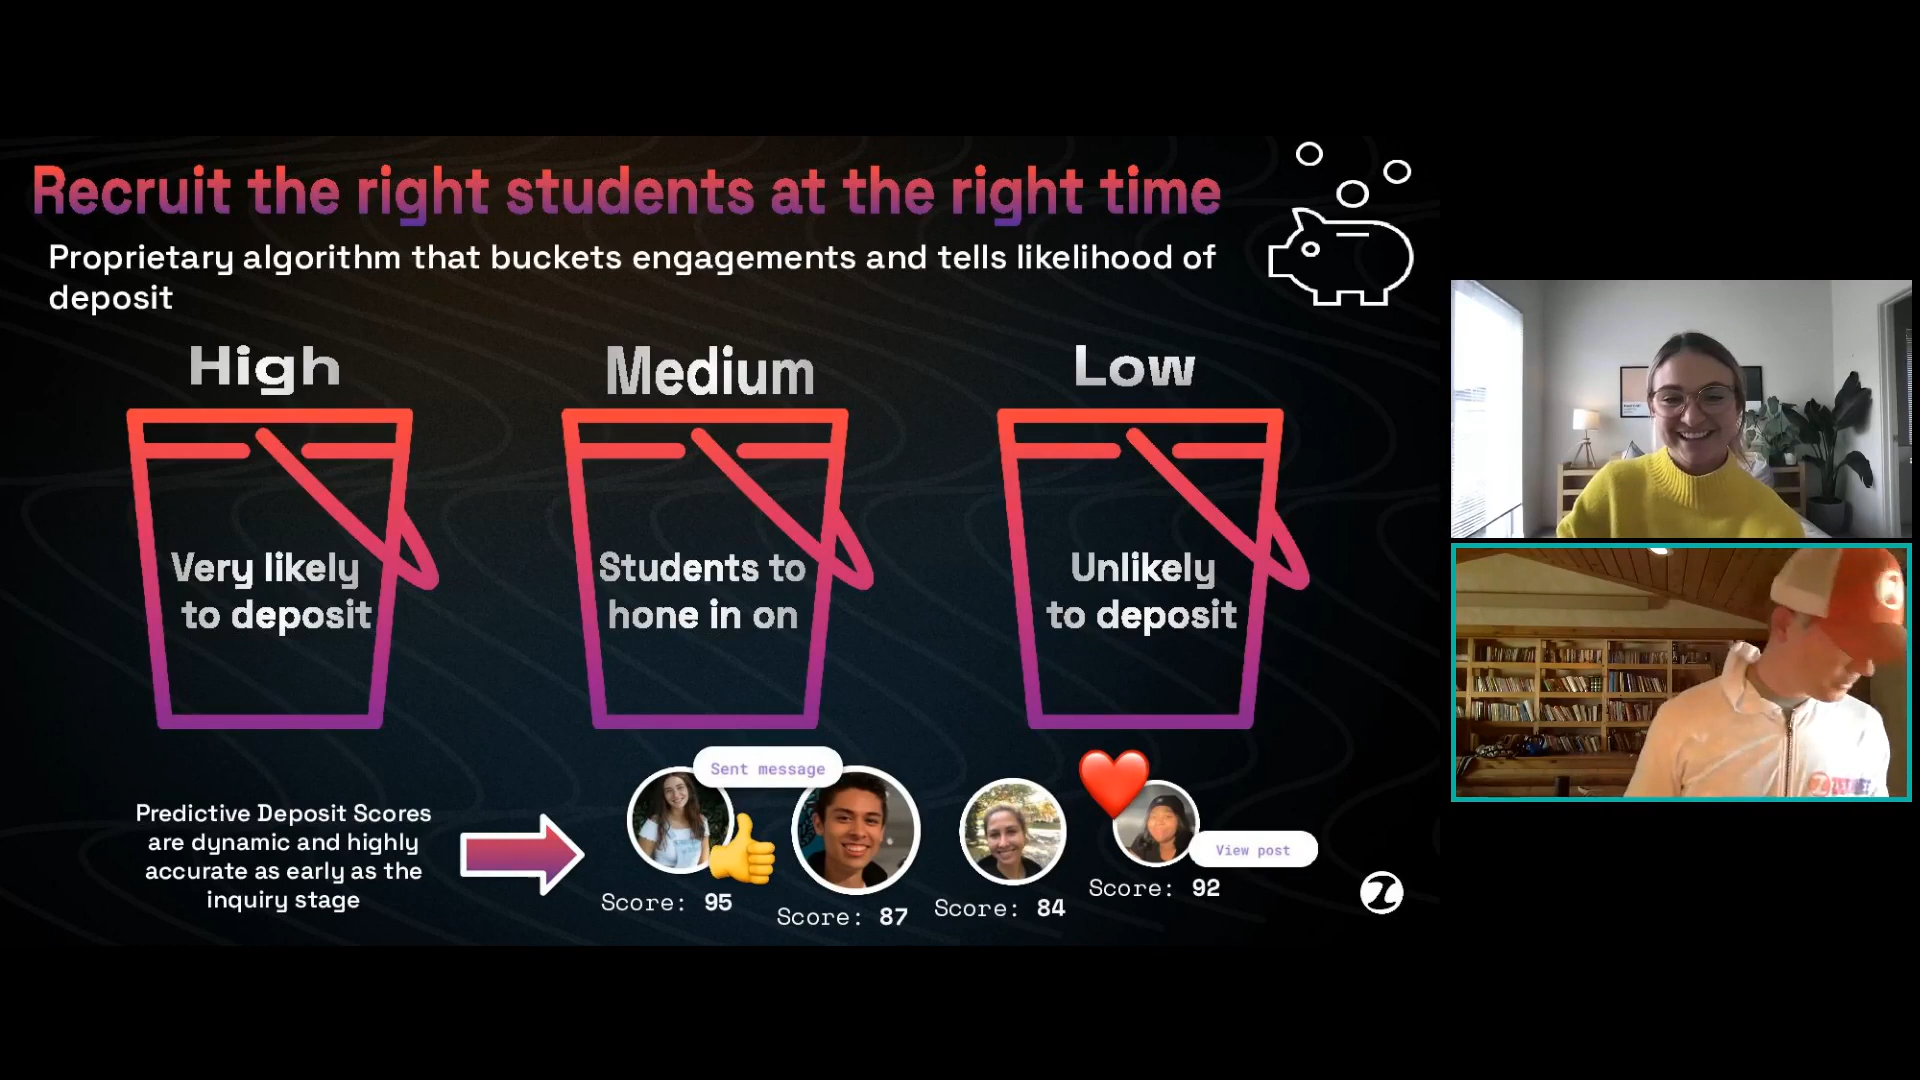 Recruit the right students at the right time
Proprietary algorithm that buckets engagements and tells likelihood of
deposit
High
Medium
Low
Very likely
to deposit
Students to
hone in on
Unlikely
to deposit
Predictive Deposit Scores
are dynamic and highly
accurate as early as the
inquiry stage
Sent message
View post
Score: 95
Score: 87
Score: 84
Score: 92